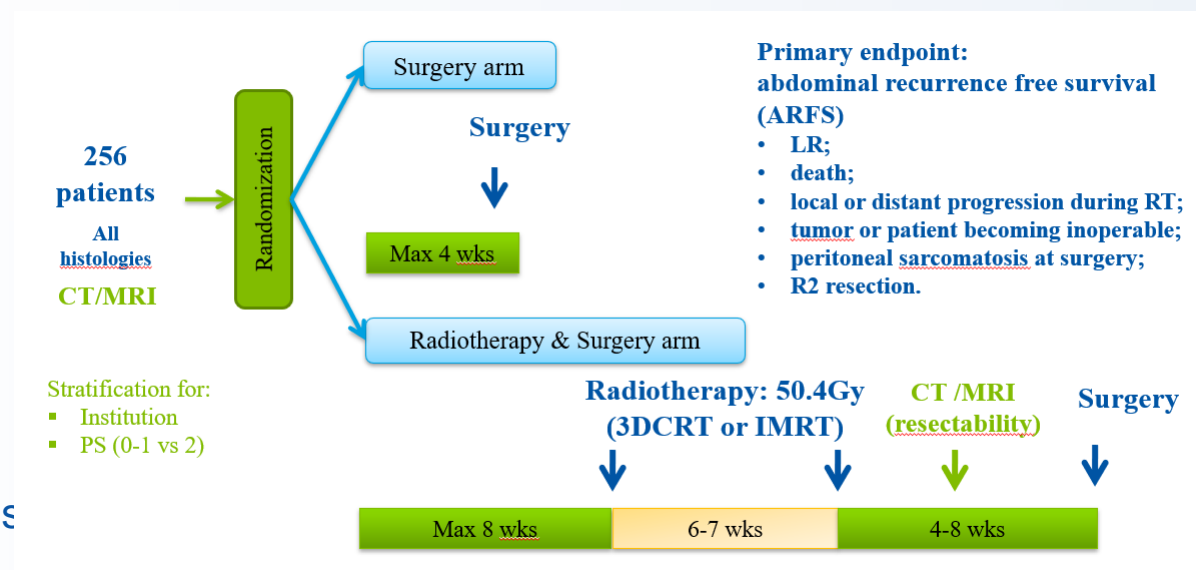 256
patients
All
histologies
CT/MRI
Stratification for:
▪ Institution
▪ PS (0-1 vs 2)
s
Randomization
Surgery arm
Surgery
Max 4 wks
Radiotherapy & Surgery arm
Radiotherapy: 50.4Gy
(3DCRT or IMRT)
CT /MRI
(resectability)
Surgery
Max 8 wks
6-7 wks
4-8 wks
Primary endpoint:
abdominal recurrence free survival
(ARFS)
• LR;
• death;
• local or distant progression during RT;
• tumor or patient becoming inoperable;
• peritoneal sarcomatosis at surgery;
• R2 resection.